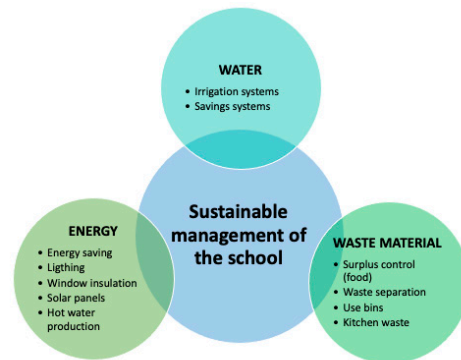 WATER
• Irrigation systems
• Savings systems
Sustainable
management of
the school
ENERGY
• Energy saving
• Ligthing
• Window insulation
• Solar panels
• Hot water
production
WASTE MATERIAL
• Surplus control
(food)
• Waste separation
• Use bins
• Kitchen waste